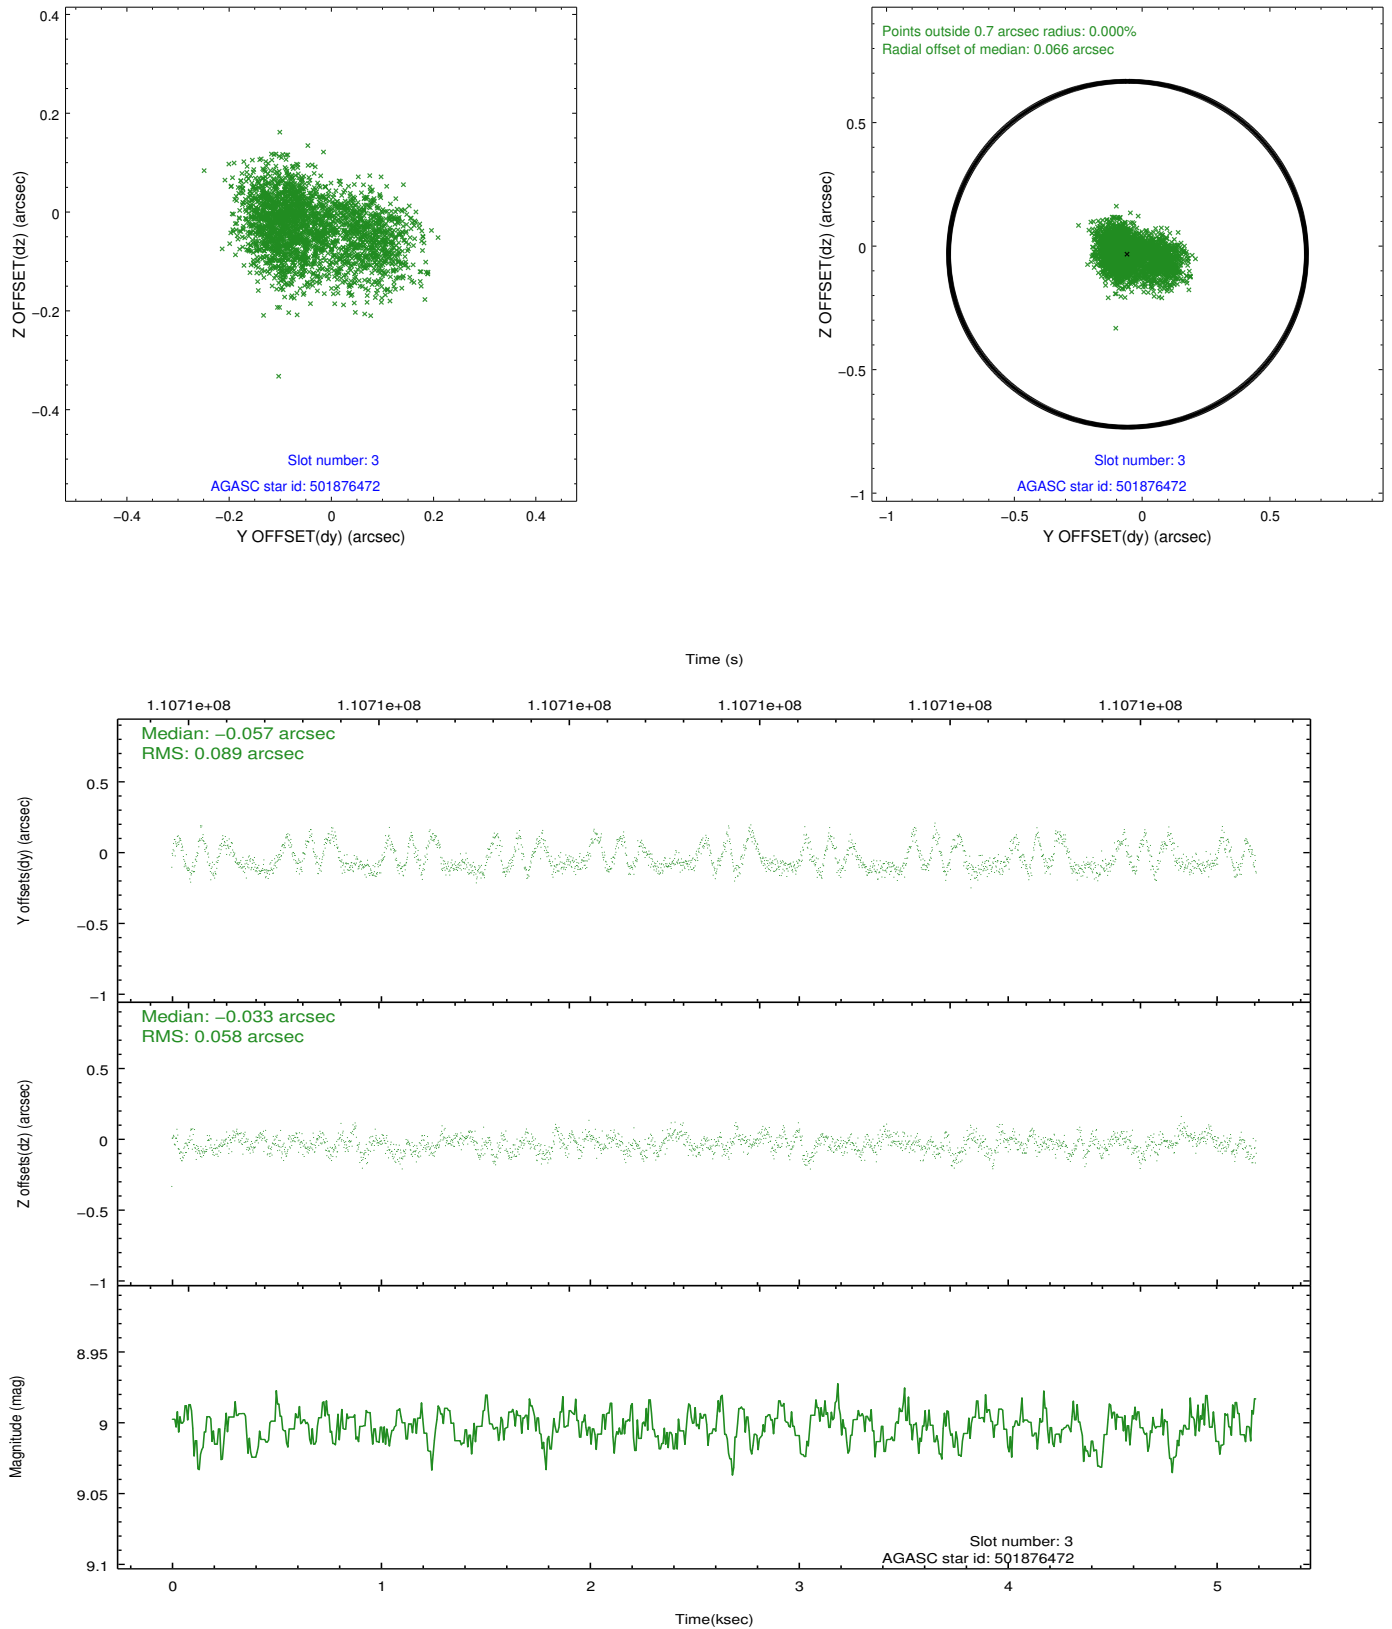 0.4
0.2
0
−0.2
−0.4
Z OFFSET(dz) (arcsec)
Slot number: 3
AGASC star id: 501876472
−0.4 −0.2 0 0.2 0.4
Y OFFSET(dy) (arcsec)
Points outside 0.7 arcsec radius: 0.000%
Radial offset of median: 0.066 arcsec
0.5
0
−0.5
−1
Z OFFSET(dz) (arcsec)
Slot number: 3
AGASC star id: 501876472
−1 −0.5 0 0.5
Y OFFSET(dy) (arcsec)
Time (s)
1.1071e+08 1.1071e+08 1.1071e+08 1.1071e+08 1.1071e+08 1.1071e+08
Median: −0.057 arcsec
RMS: 0.089 arcsec
0.5
0
−0.5
−1
Y offsets(dy) (arcsec)
Median: −0.033 arcsec
RMS: 0.058 arcsec
0.5
0
−0.5
−1
Z offsets(dz) (arcsec)
8.95
9
9.05
9.1
Magnitude (mag)
Slot number: 3
AGASC star id: 501876472
0 1 2 3 4 5
Time(ksec)